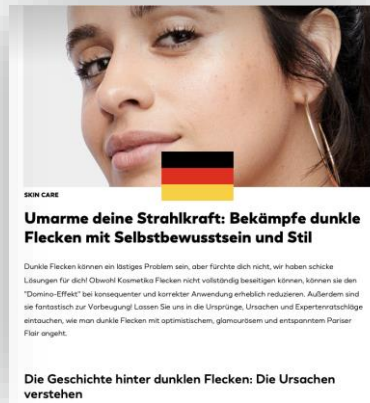 SKIN CARE
Umarme deine Strahlkraft: Bekämpfe dunkle
Flecken mit Selbstbewusstsein und Stil
Dunkle Flecken können ein lästiges Problem sein, aber fürchte dich nicht, wir haben schicke
Lösungen für dich! Obwohl Kosmetika Flecken nicht vollständig beseitigen können, können sie den
"Domino-Effekt" bei konsequenter und korrekter Anwendung erheblich reduzieren. Außerdem sind
sie fantastisch zur Vorbeugung! Lassen Sie uns in die Ursprünge, Ursachen und Expertenratschläge
eintauchen, wie man dunkle Flecken mit optimistischem, glamourösem und entspanntem Pariser
Flair angeht.
Die Geschichte hinter dunklen Flecken: Die Ursachen
verstehen